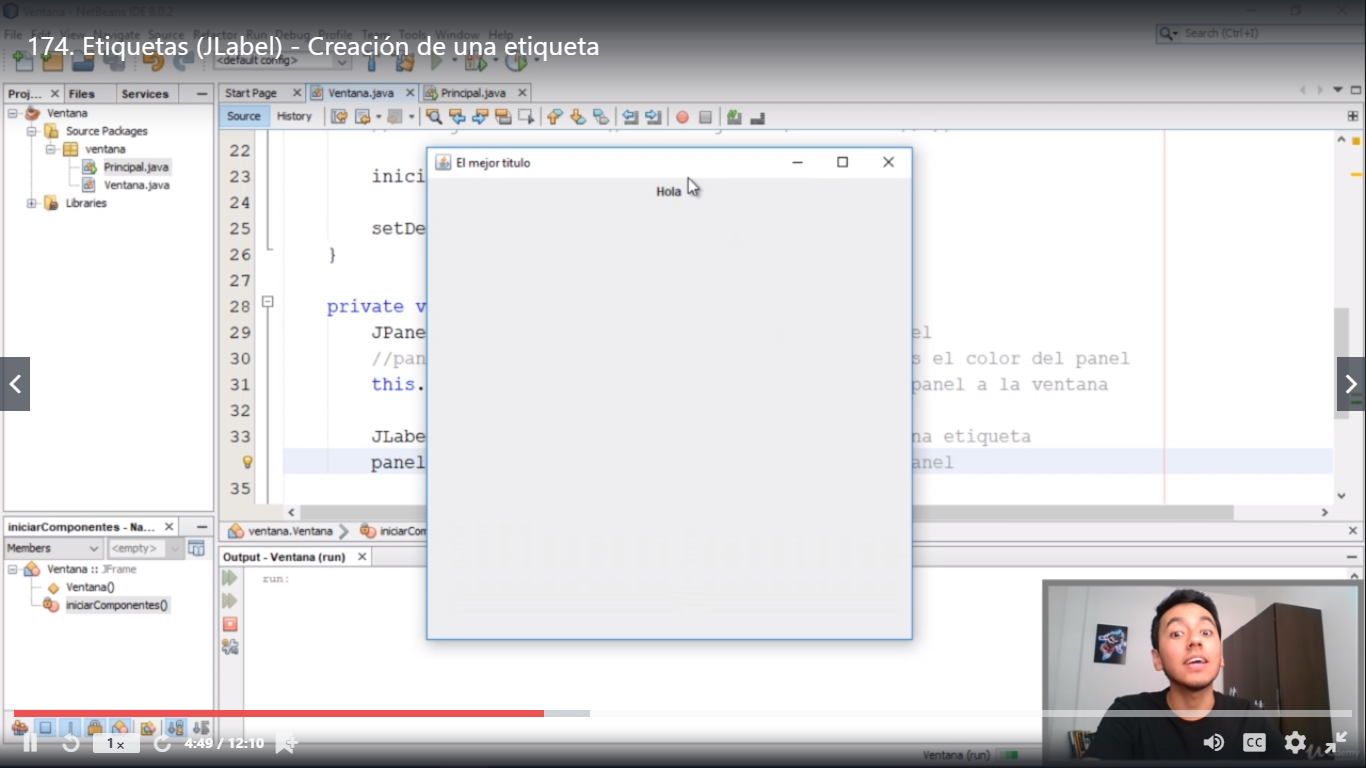 Ventana - NetBeans IDE 8.0.2
File Edit View Navigate Source Refactor Run Debug Profile Team Tools Window Help
174. Etiquetas (JLabel) - Creación de una etiqueta
Search (Ctrl+I)
<default config>
Proj... Files Services
Start Page Ventana.java Principal.java
Source History
Ventana
Source Packages
ventana
Principal.java
Ventana.java
Libraries
22
23 inici
24
25 setDe
26 }
27
28 private v
29 JPane el
30 //pan s el color del panel
31 this. panel a la ventana
32
33 JLabe na etiqueta
panel anel
35
El mejor titulo
Hola
ventana.Ventana iniciarCom
iniciarComponentes - Na...
Members <empty>
Ventana :: JFrame
Ventana()
iniciarComponentes()
Output - Ventana (run)
run:
1x
4:49 / 12:10
CC
Ventana (run)